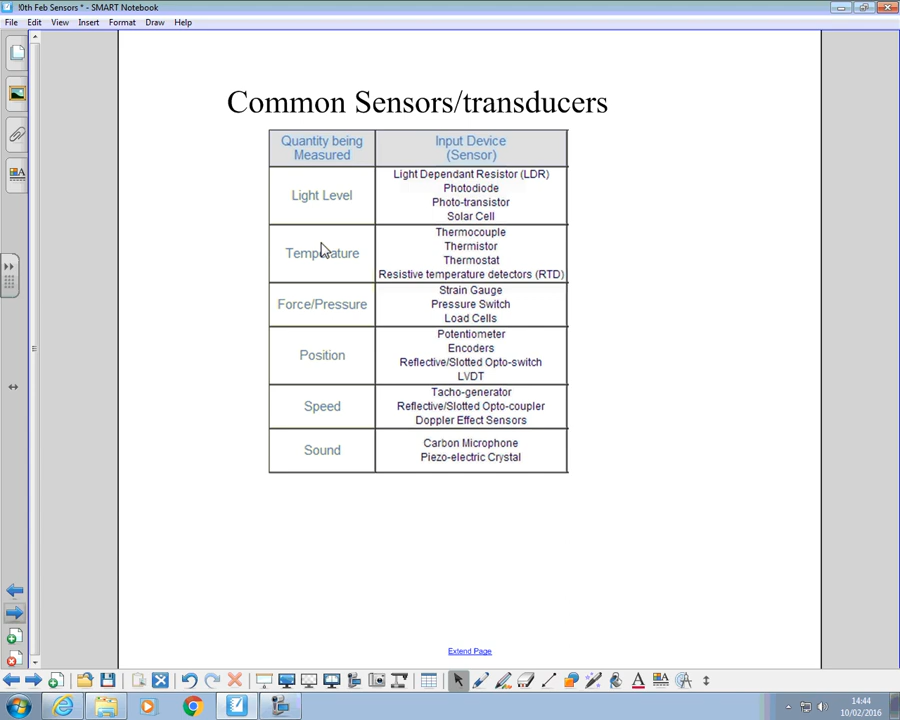 !0th Feb Sensors * - SMART Notebook
File Edit View Insert Format Draw Help
Common Sensors/transducers
Quantity being
Measured
Input Device
(Sensor)
Light Level
Light Dependant Resistor (LDR)
Photodiode
Photo-transistor
Solar Cell
Temperature
Thermocouple
Thermistor
Thermostat
Resistive temperature detectors (RTD)
Force/Pressure
Strain Gauge
Pressure Switch
Load Cells
Position
Potentiometer
Encoders
Reflective/Slotted Opto-switch
LVDT
Speed
Tacho-generator
Reflective/Slotted Opto-coupler
Doppler Effect Sensors
Sound
Carbon Microphone
Piezo-electric Crystal
Extend Page
14:44
10/02/2016